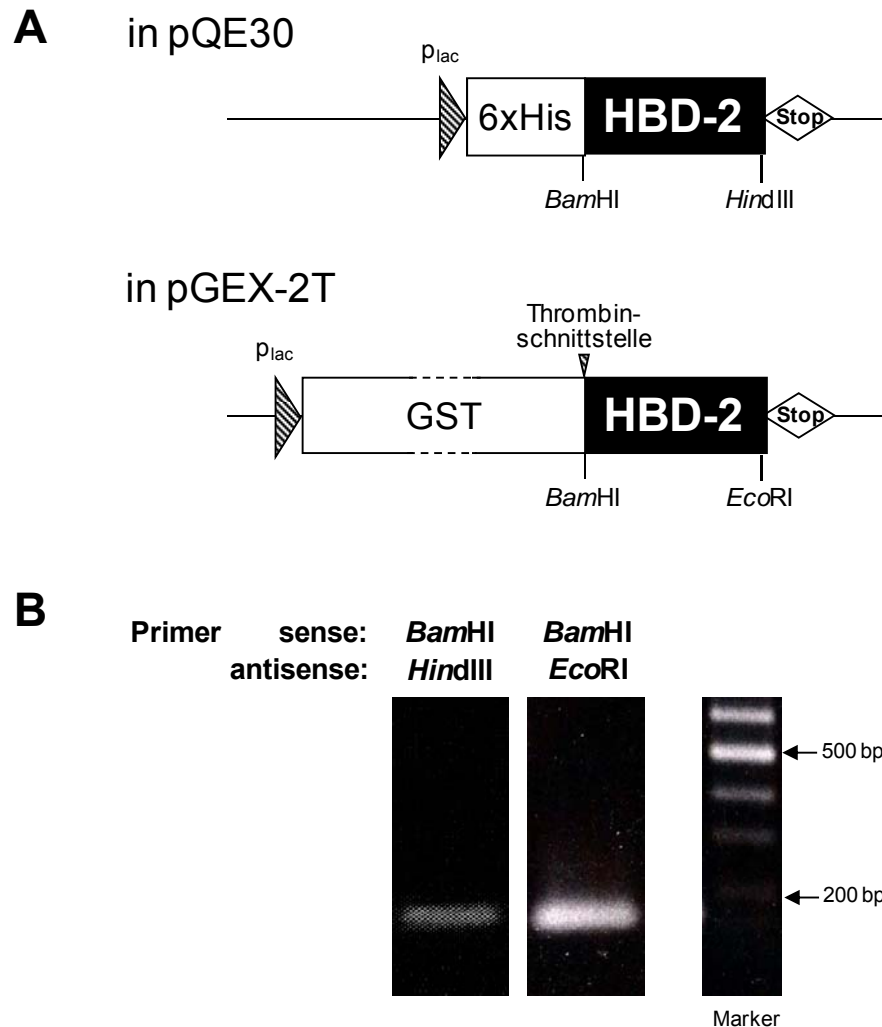 A
in pQE30
plac
6xHis
HBD-2
Stop
BamHI
HindIII
in pGEX-2T
Thrombin-
schnittstelle
plac
GST
HBD-2
Stop
BamHI
EcoRI
B
Primer sense: BamHI BamHI
antisense: HindIII EcoRI
500 bp
200 bp
Marker